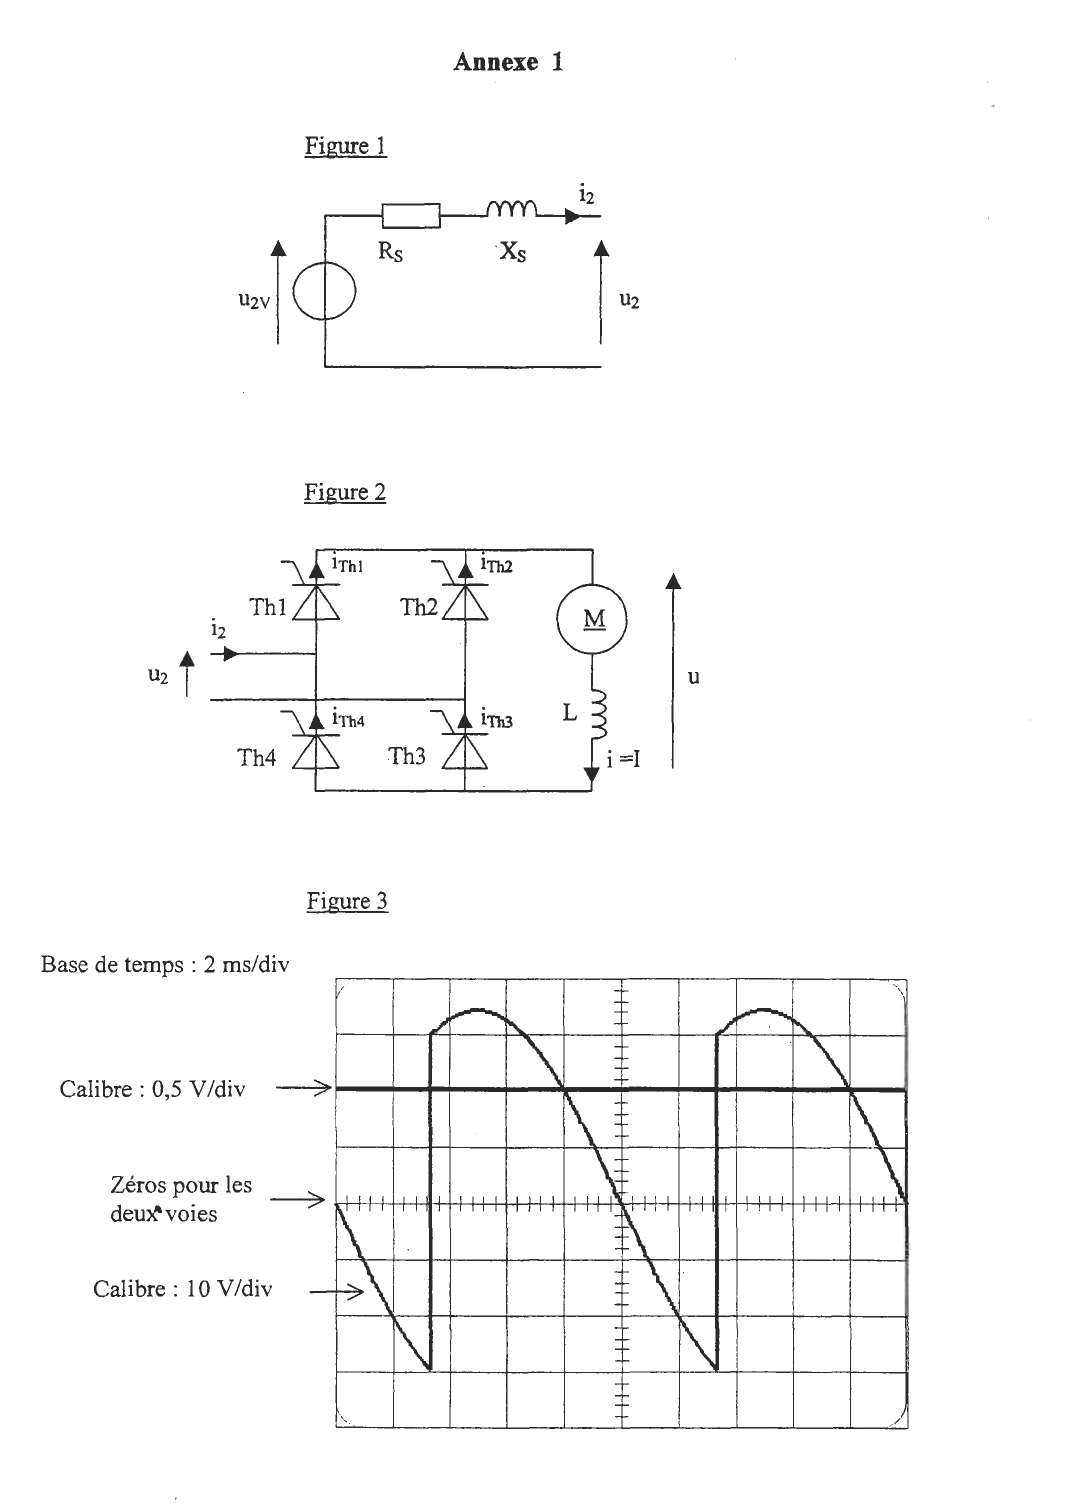 Annexe 1
Figure 1
i2
RS
XS
u2V
u2
Figure 2
iTh1
iTh2
Th1
Th2
M
i2
u2
u
iTh4
iTh3
L
Th4
Th3
i =I
Figure 3
Base de temps : 2 ms/div
Calibre : 0,5 V/div
Zéros pour les
deux voies
Calibre : 10 V/div